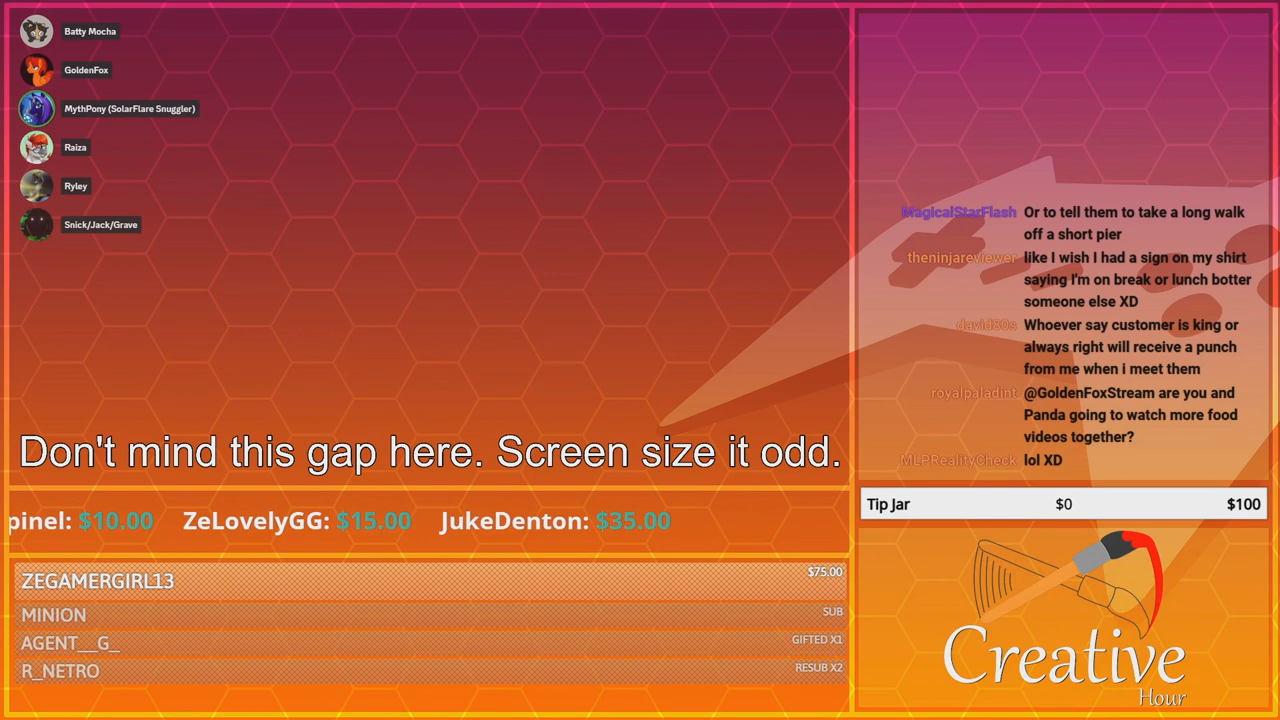 Batty Mocha
GoldenFox
MythPony (SolarFlare Snuggler)
Raiza
Ryley
Snick/Jack/Grave
Don't mind this gap here. Screen size it odd.
pinel: $10.00 ZeLovelyGG: $15.00 JukeDenton: $35.00
ZEGAMERGIRL13 $75.00
MINION SUB
AGENT__G_ GIFTED X1
R_NETRO RESUB X2
MagicalStarFlash Or to tell them to take a long walk
off a short pier
theninjareviewer like I wish I had a sign on my shirt
saying I'm on break or lunch botter
someone else XD
david80s Whoever say customer is king or
always right will receive a punch
from me when i meet them
royalpaladint @GoldenFoxStream are you and
Panda going to watch more food
videos together?
MLPRealityCheck lol XD
Tip Jar $0 $100
Creative
Hour